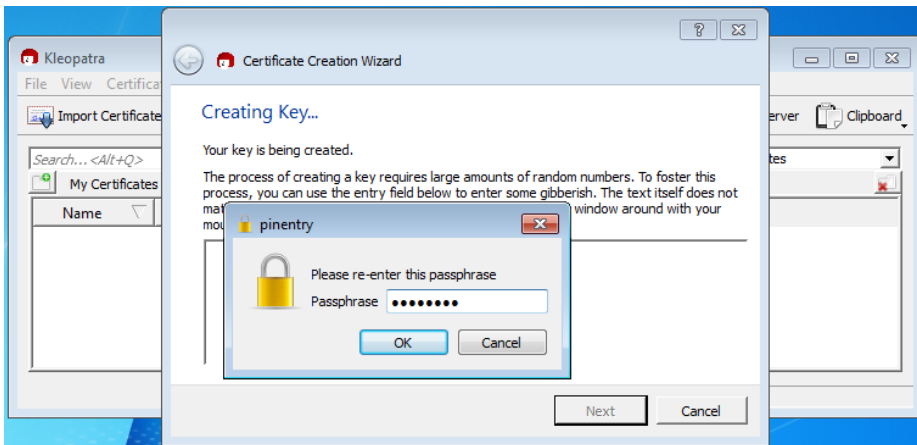 Kleopatra
File View Certifica
Import Certificate
erver Clipboard
Search...<Alt+Q>
tes
My Certificates
Name
?
Certificate Creation Wizard
Creating Key...
Your key is being created.
The process of creating a key requires large amounts of random numbers. To foster this
process, you can use the entry field below to enter some gibberish. The text itself does not
mat window around with your
mou
pinentry
Please re-enter this passphrase
Passphrase ●●●●●●●●
OK Cancel
Next Cancel